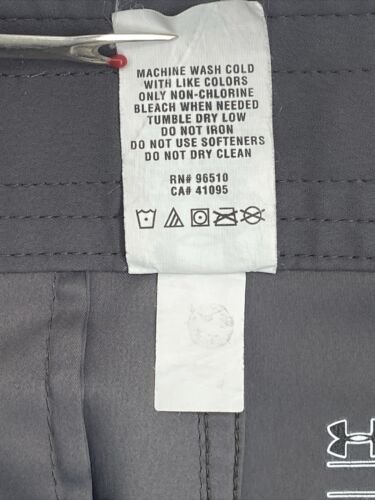 MACHINE WASH COLD
WITH LIKE COLORS
ONLY NON-CHLORINE
BLEACH WHEN NEEDED
TUMBLE DRY LOW
DO NOT IRON
DO NOT USE SOFTENERS
DO NOT DRY CLEAN
RN# 96510
CA# 41095